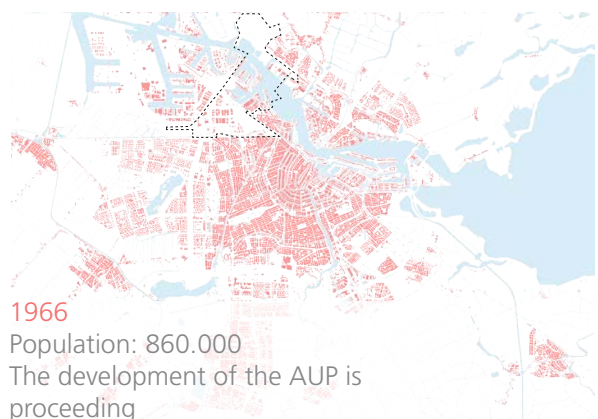 1966
Population: 860.000
The development of the AUP is
proceeding